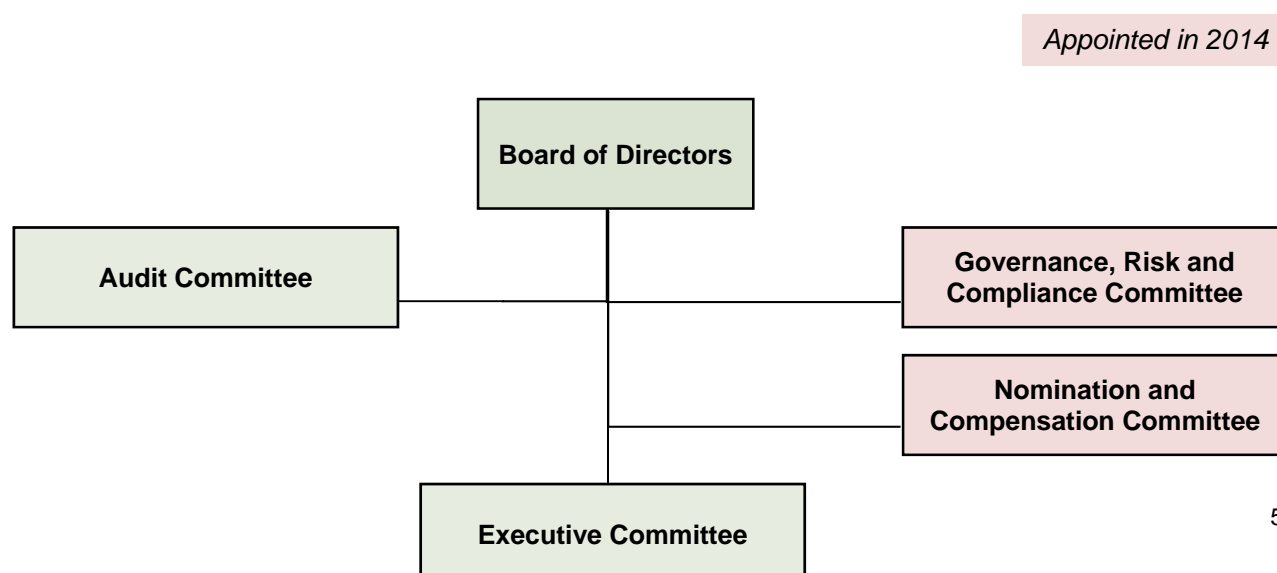 Appointed in 2014
Board of Directors
Audit Committee
Governance, Risk and
Compliance Committee
Nomination and
Compensation Committee
Executive Committee
5